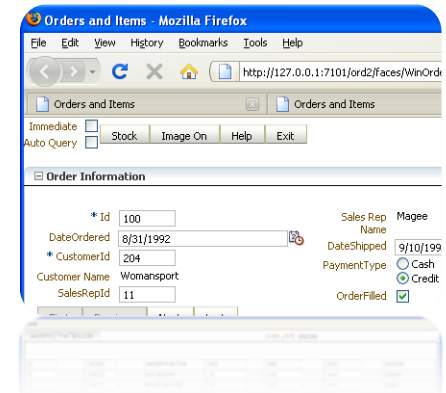 Orders and Items - Mozilla Firefox
File Edit View History Bookmarks Tools Help
http://127.0.0.1:7101/ord2/faces/WinOrde
Orders and Items Orders and Items
Immediate
Auto Query
Stock Image On Help Exit
Order Information
* Id 100
DateOrdered 8/31/1992
* CustomerId 204
Customer Name Womansport
SalesRepId 11
Sales Rep Name Magee
DateShipped 9/10/199
PaymentType Cash
Credit
OrderFilled